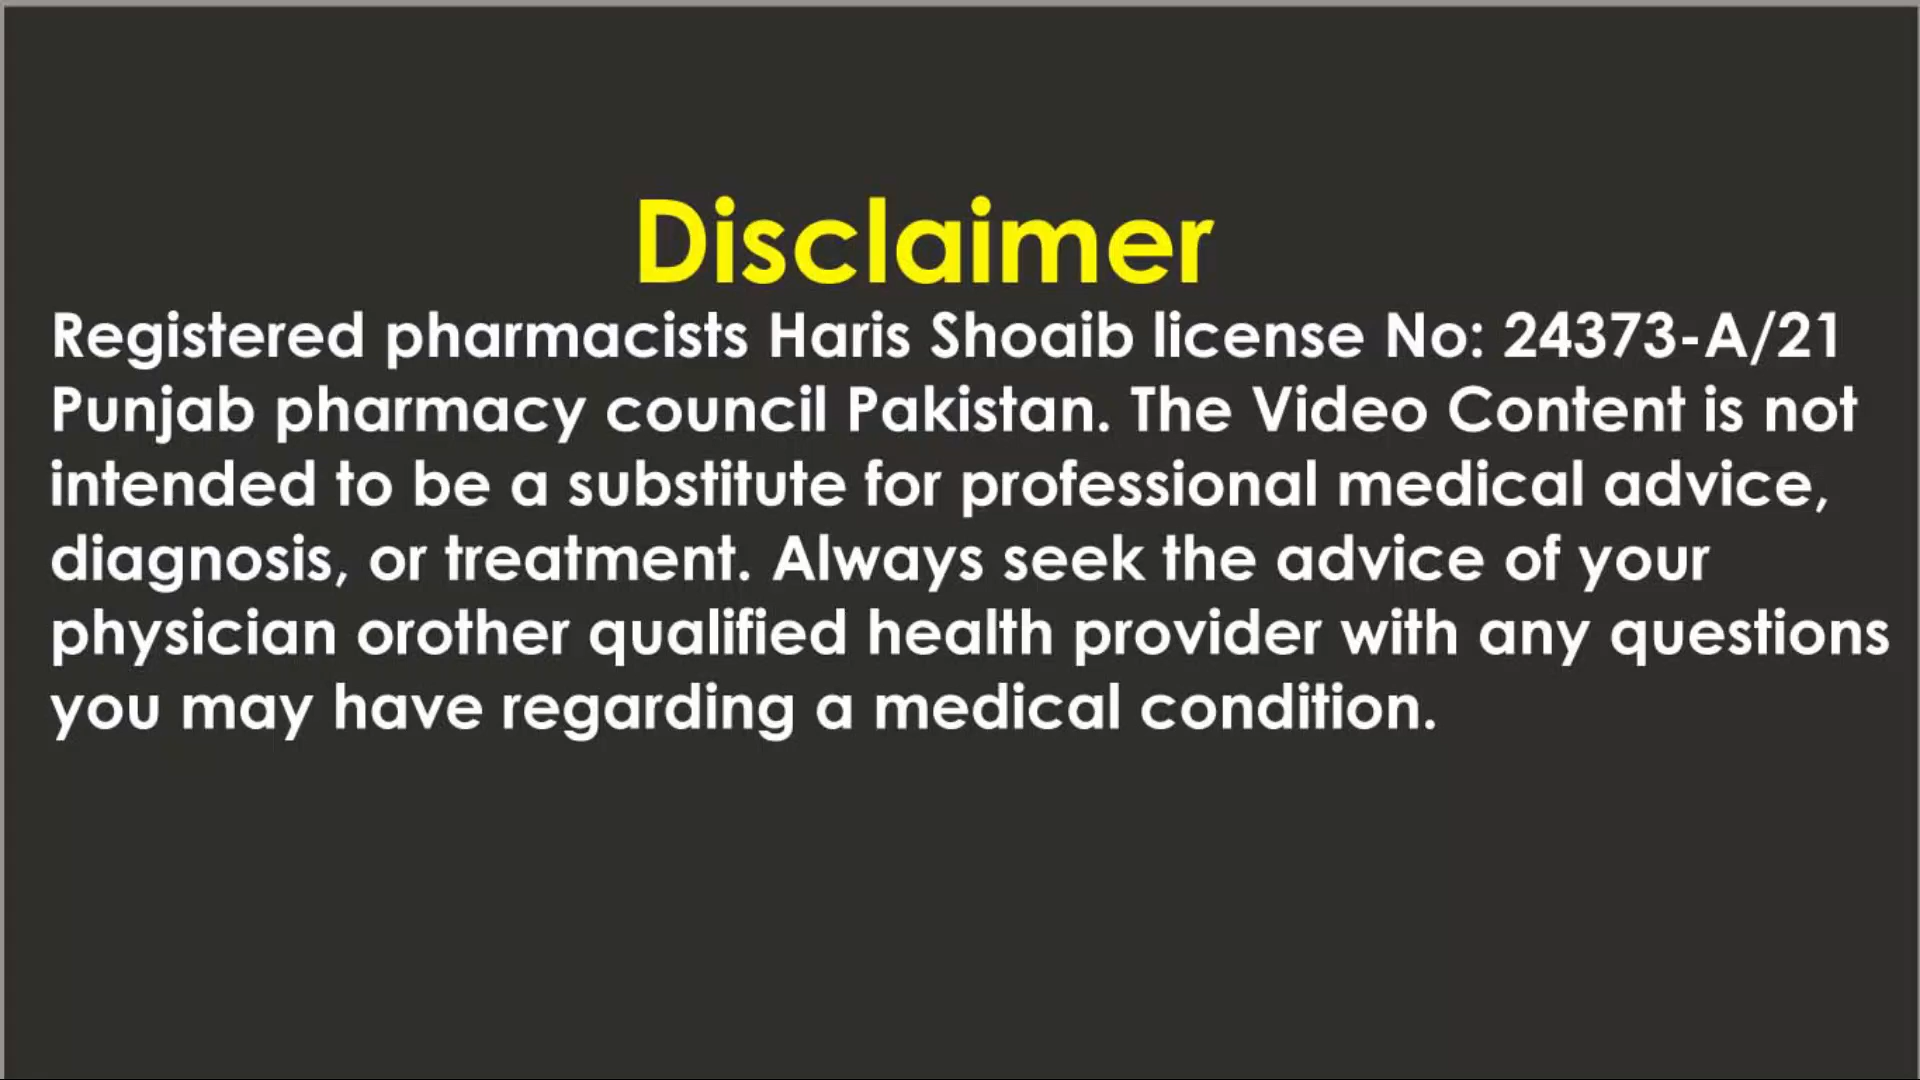 Disclaimer
Registered pharmacists Haris Shoaib license No: 24373-A/21
Punjab pharmacy council Pakistan. The Video Content is not
intended to be a substitute for professional medical advice,
diagnosis, or treatment. Always seek the advice of your
physician orother qualified health provider with any questions
you may have regarding a medical condition.